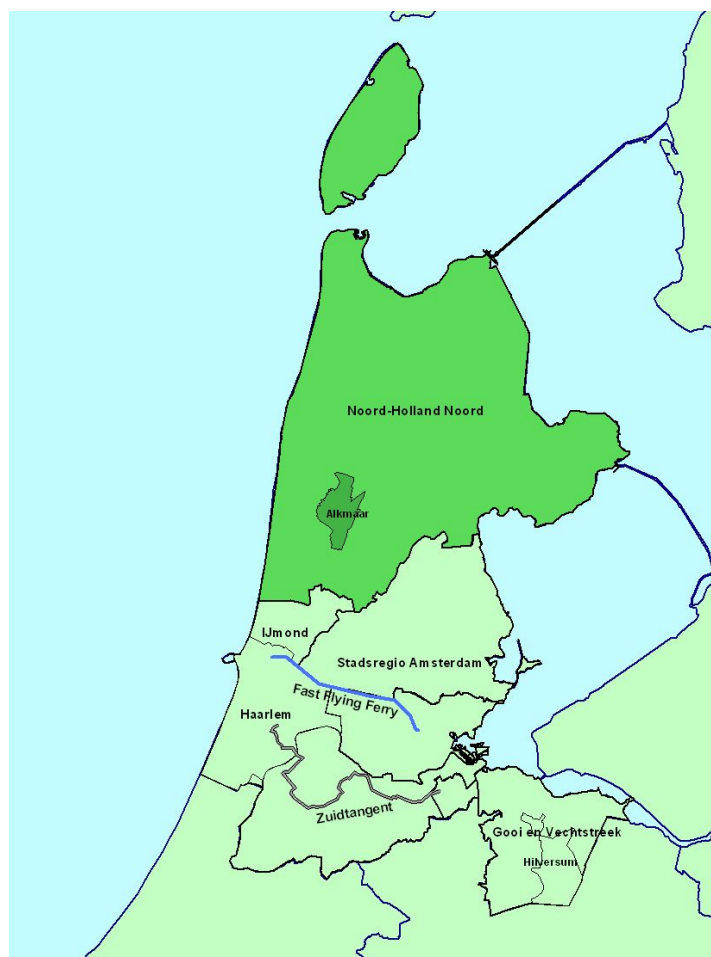 Noord-Holland Noord
Alkmaar
IJmond
Stadsregio Amsterdam
Fast Flying Ferry
Haarlem
Zuidtangent
Gooi en Vechtstreek
Hilversum